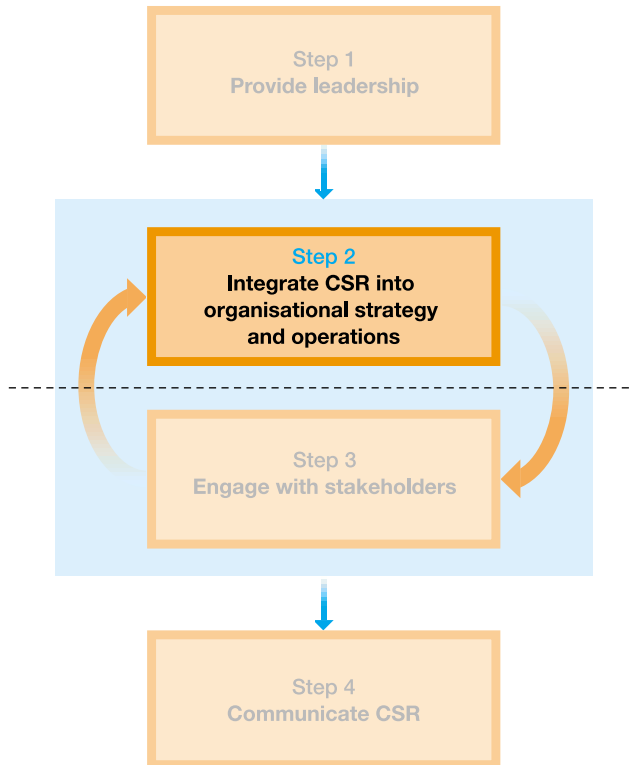 Step 1
Provide leadership
Step 2
Integrate CSR into
organisational strategy
and operations
Step 3
Engage with stakeholders
Step 4
Communicate CSR